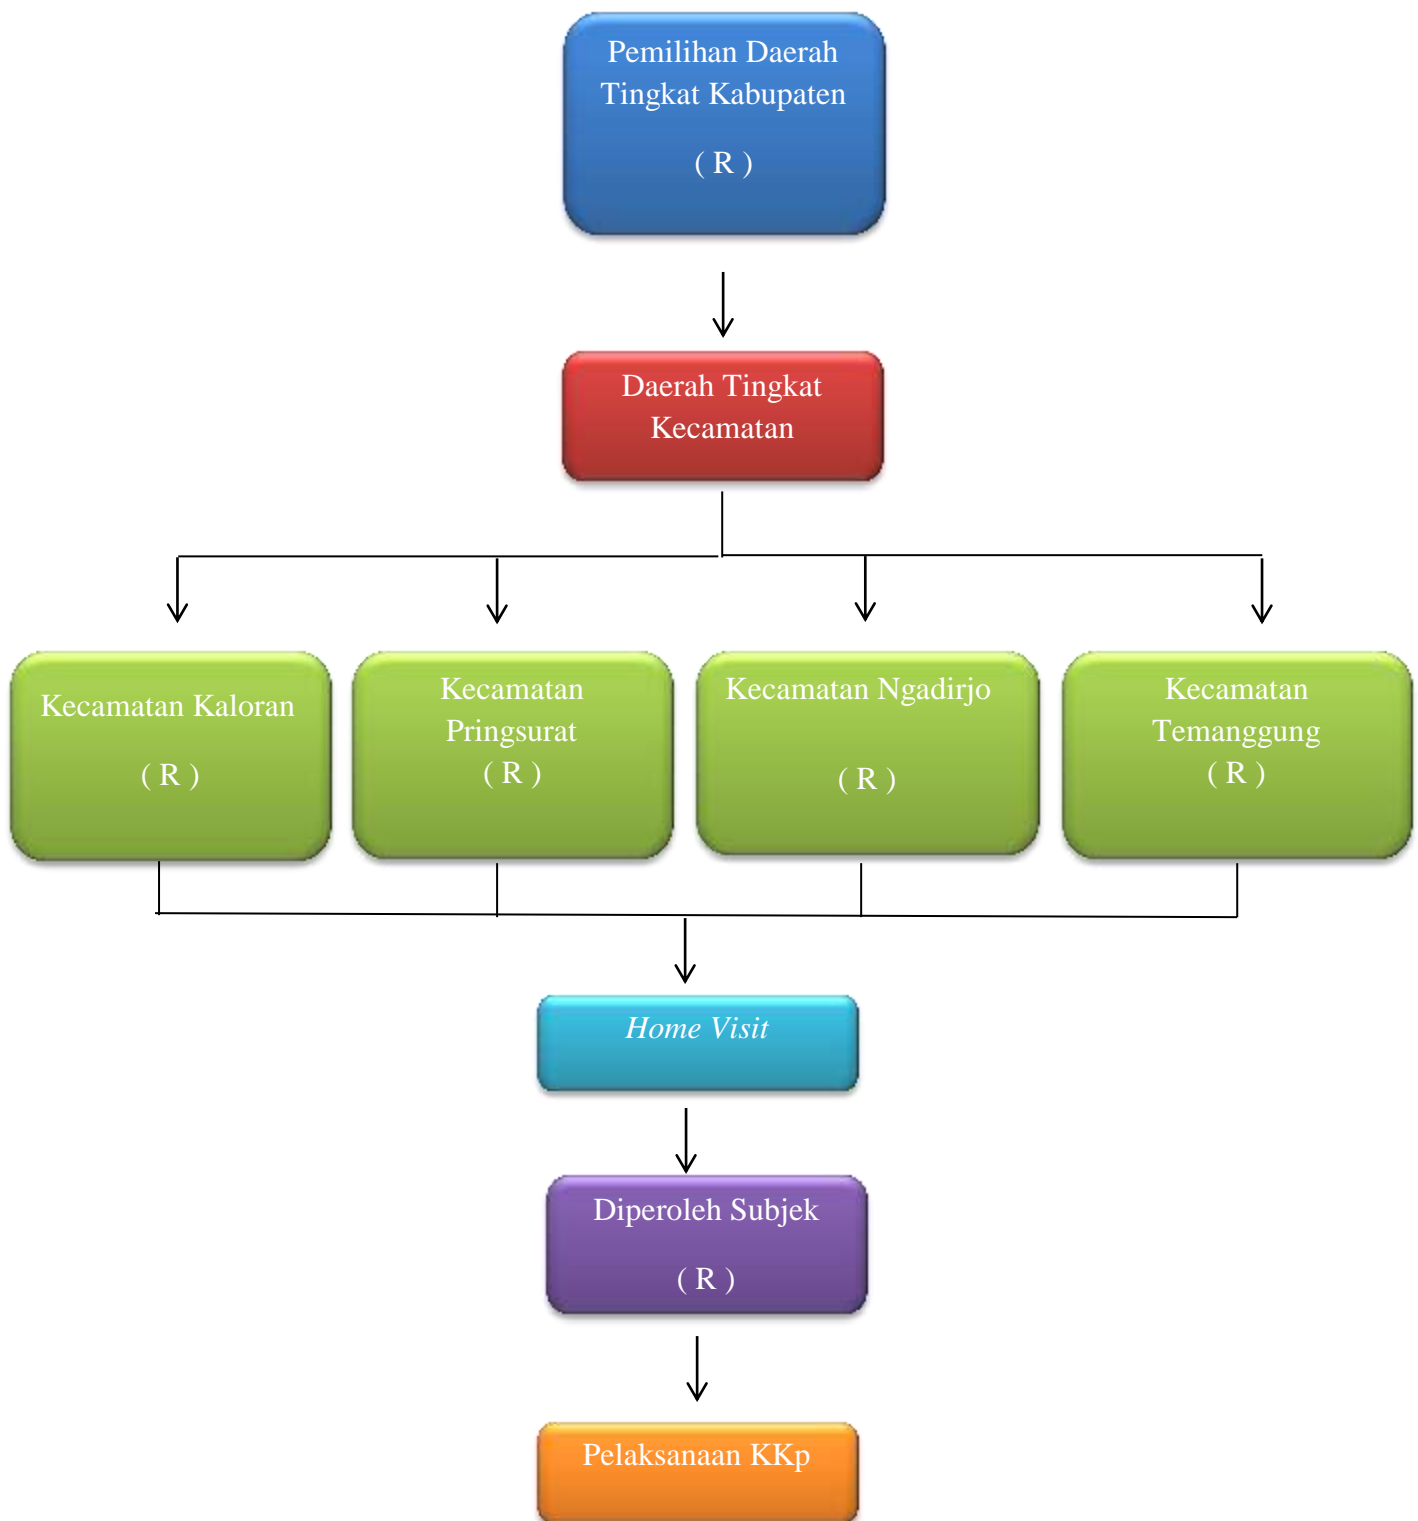 Pemilihan Daerah
Tingkat Kabupaten
( R )
Daerah Tingkat
Kecamatan
Kecamatan Kaloran
( R )
Kecamatan
Pringsurat
( R )
Kecamatan Ngadirjo
( R )
Kecamatan
Temanggung
( R )
Home Visit
Diperoleh Subjek
( R )
Pelaksanaan KKp